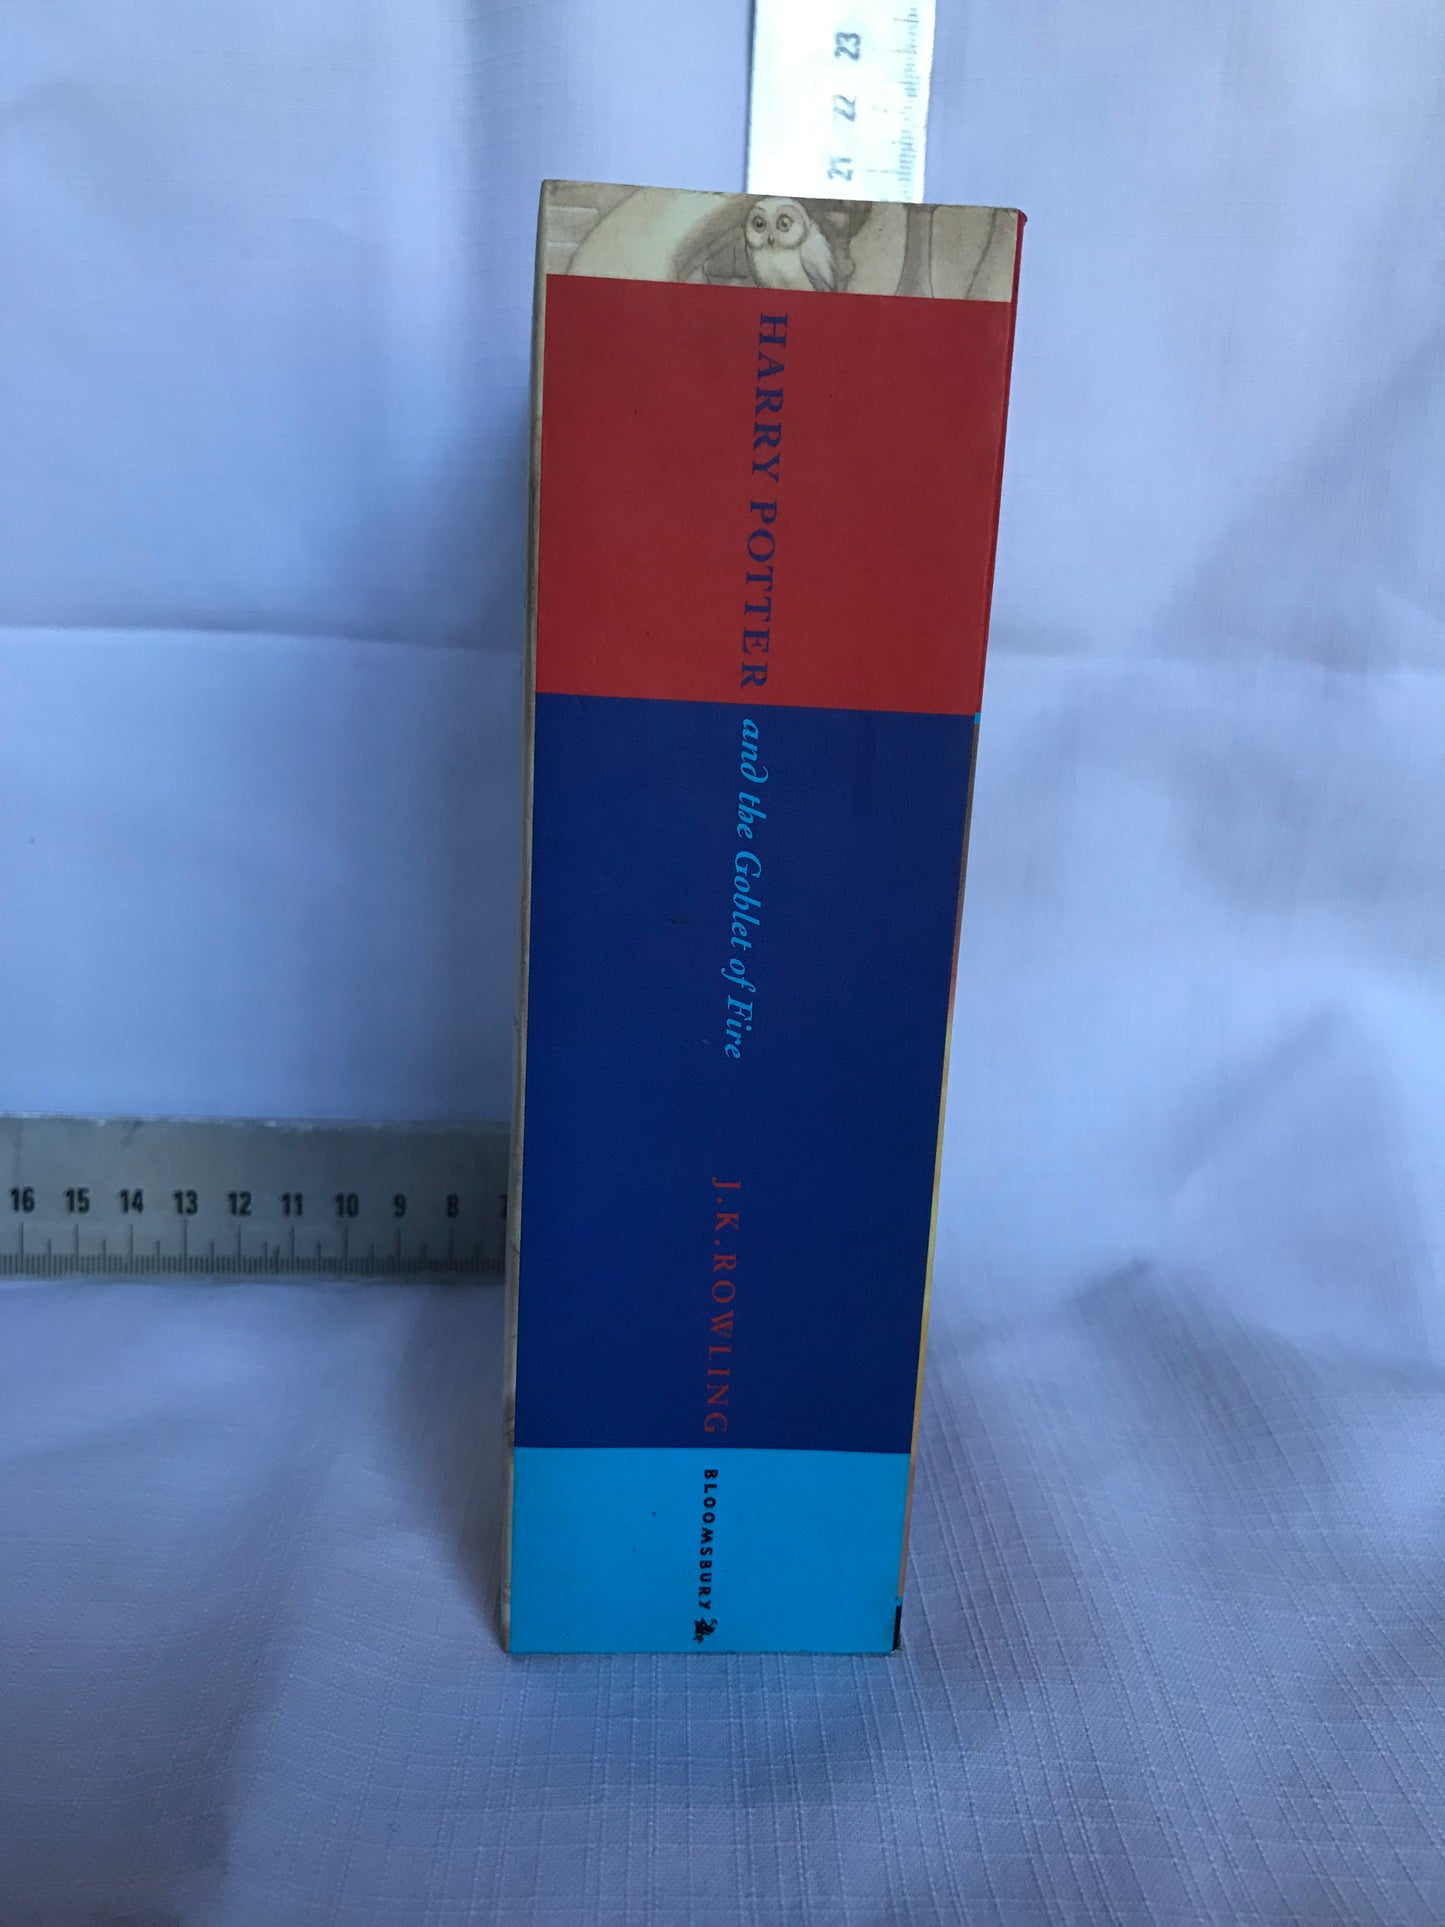 23
22
21
HARRY POTTER and the Goblet of Fire J.K.ROWLING BLOOMSBURY
16 15 14 13 12 11 10 9 8 7